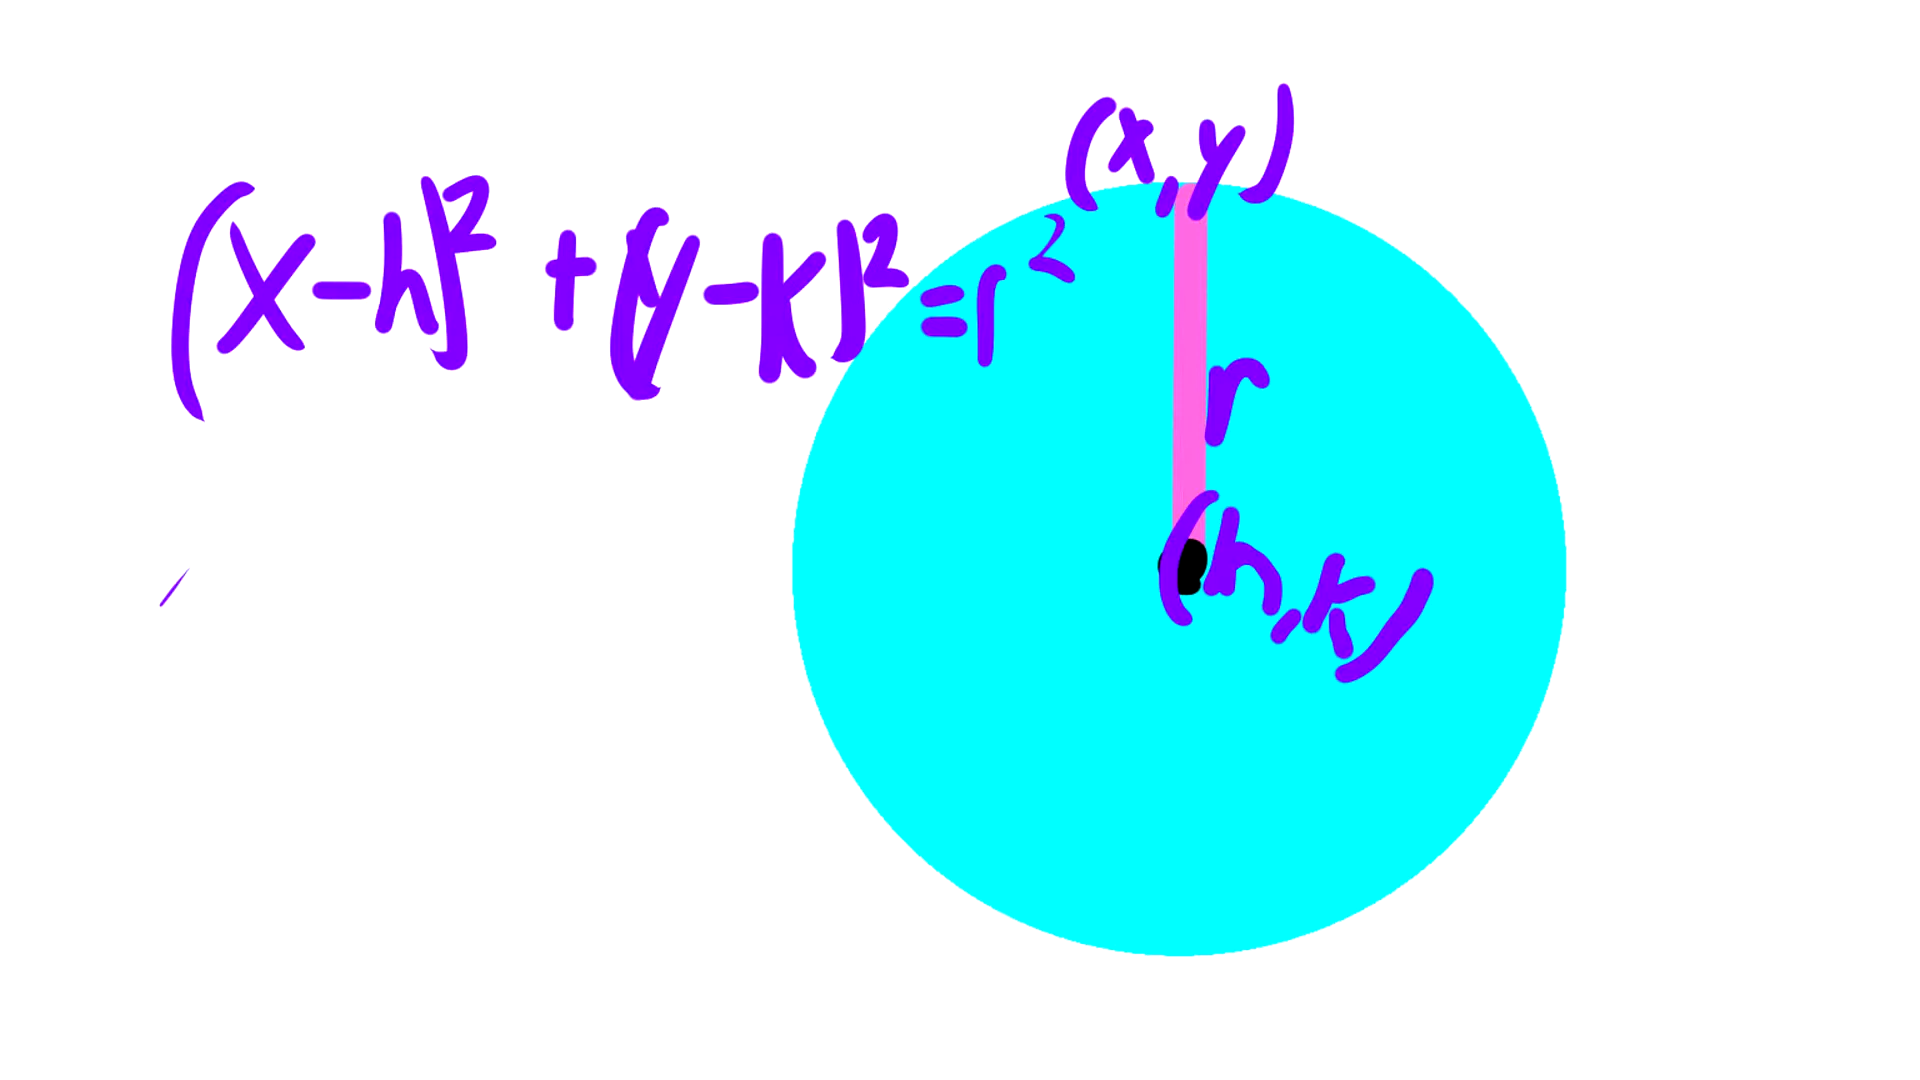 (x,y)
(x-h)² + (y-k)² = r²
r
(h,k)